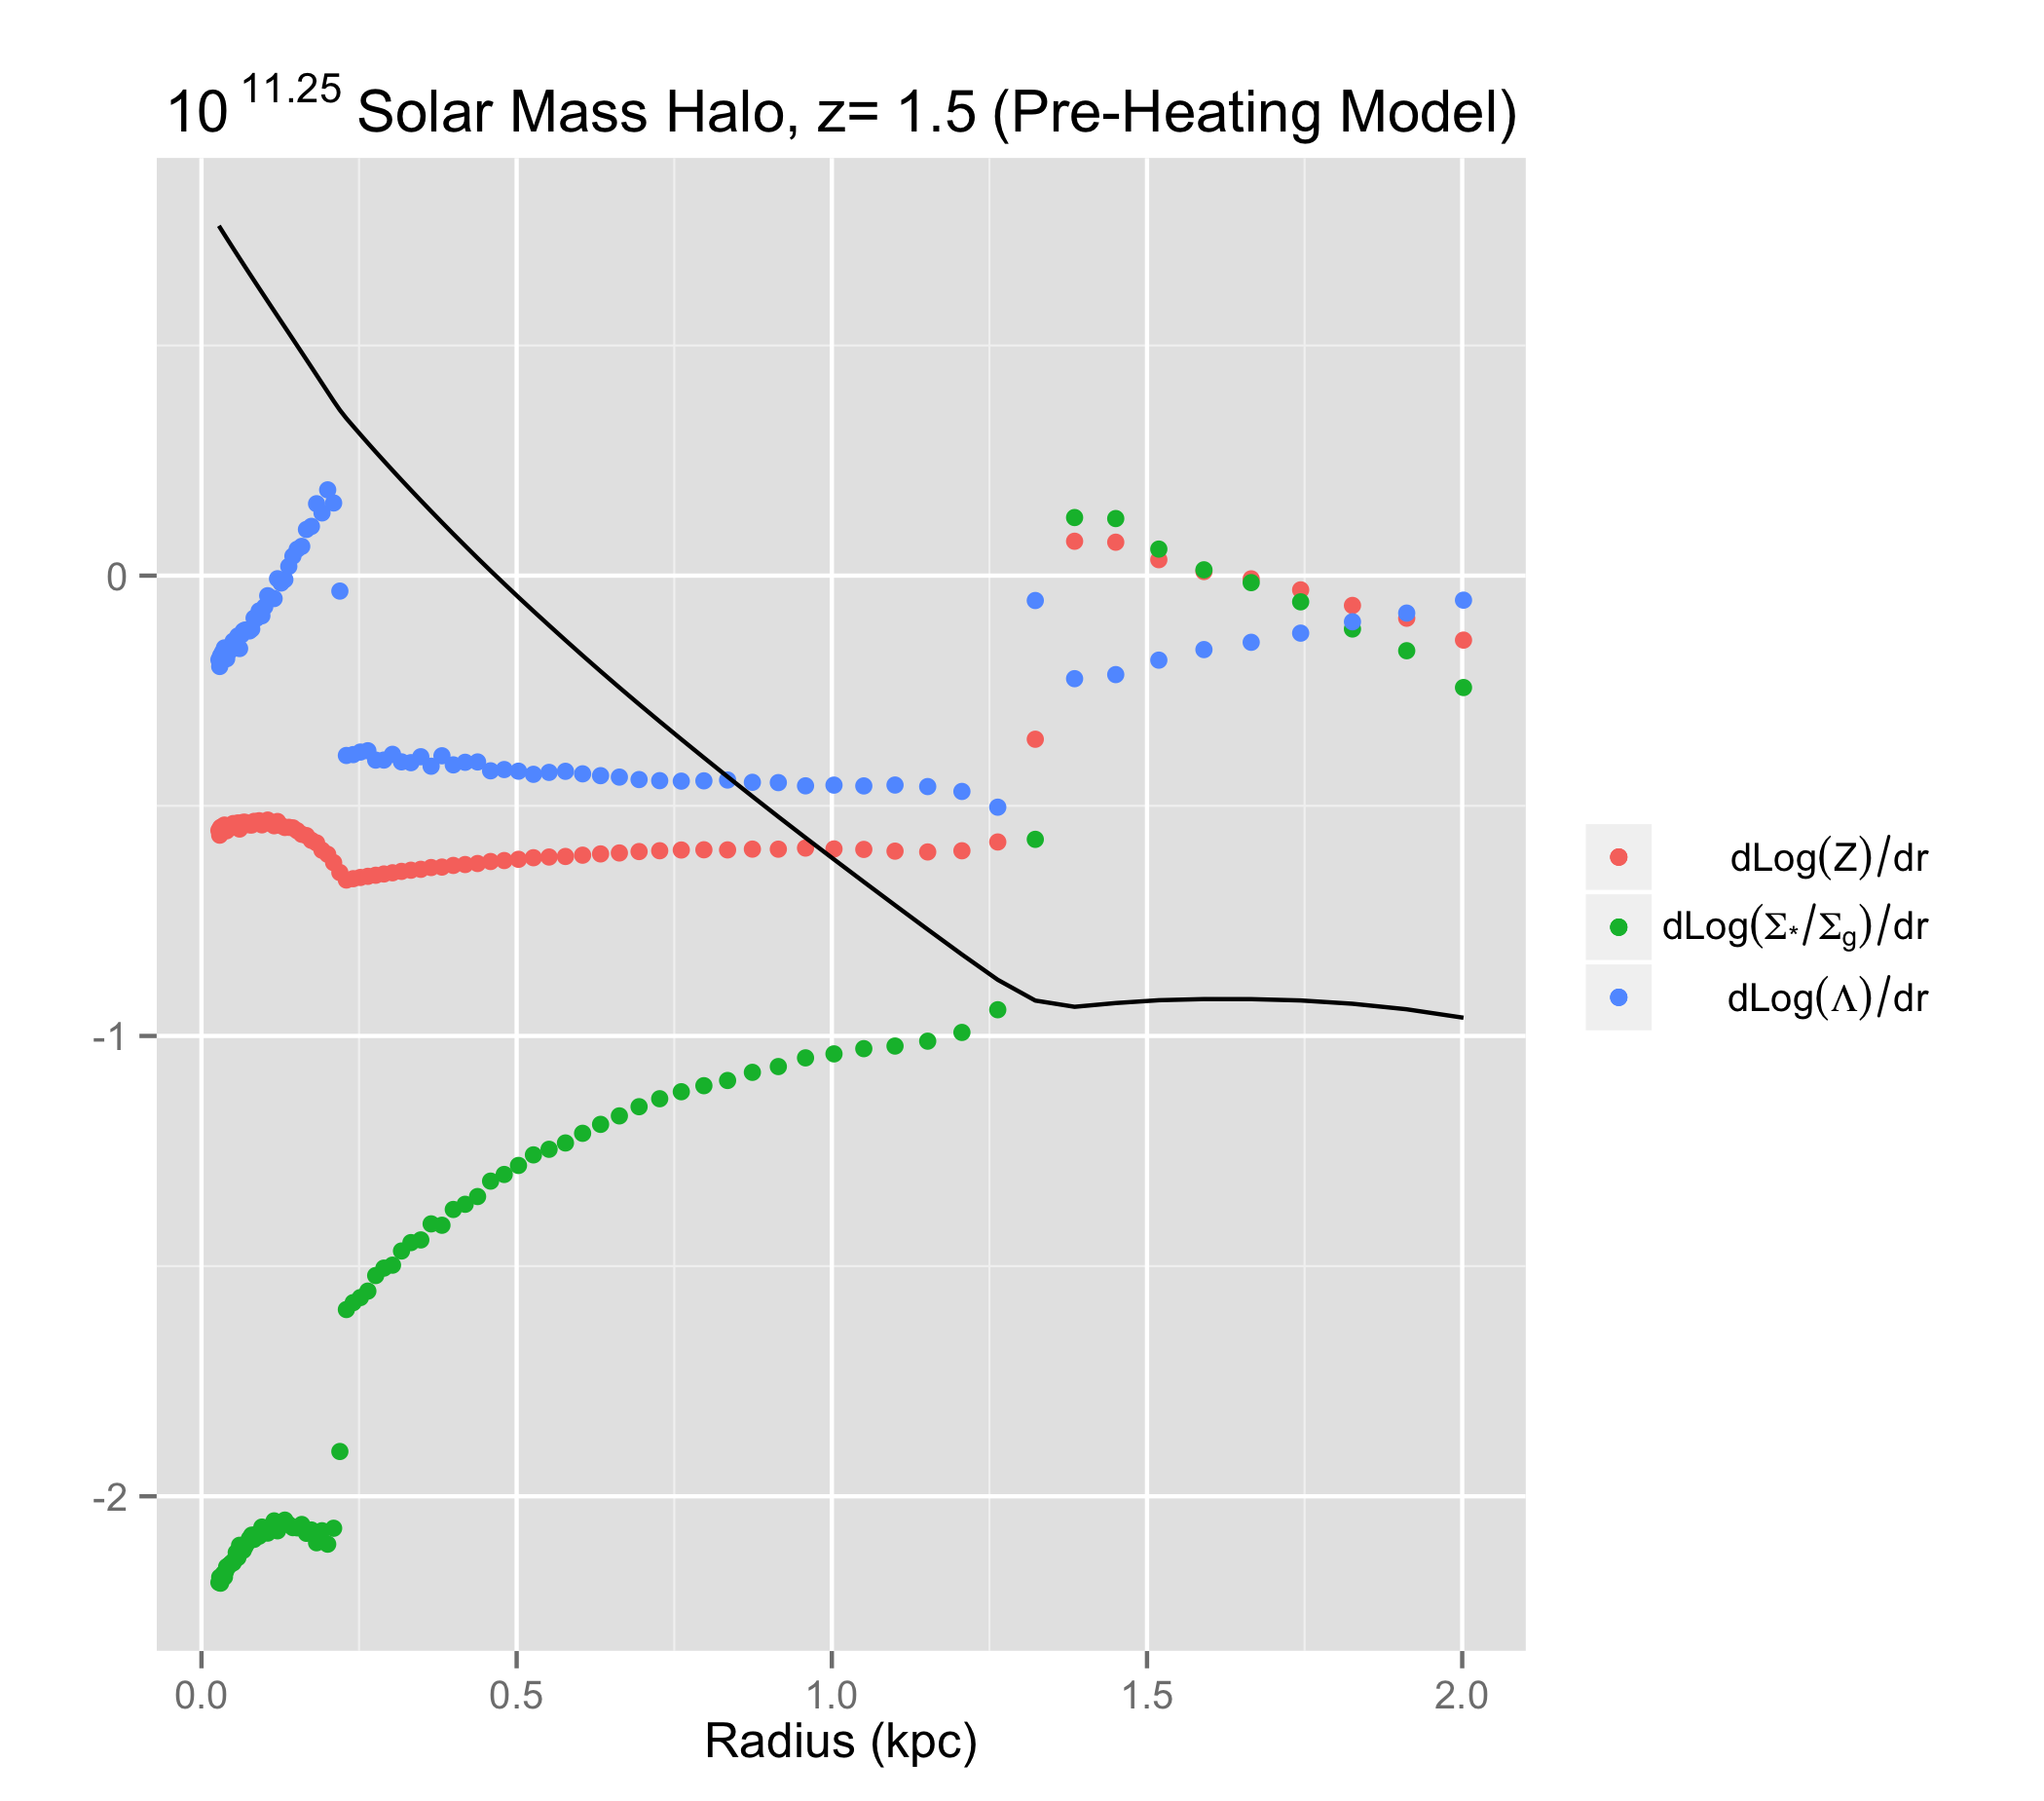 10^11.25 Solar Mass Halo, z= 1.5 (Pre-Heating Model)
0
-1
-2
0.0 0.5 1.0 1.5 2.0
Radius (kpc)
dLog(Z)/dr
dLog(Σ*/Σg)/dr
dLog(Λ)/dr